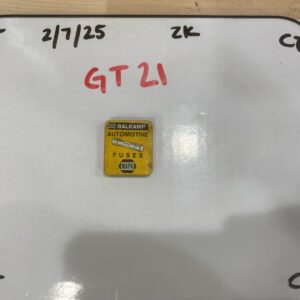 2/7/25 ZK
GT 21
BALKAMP
AUTOMOTIVE
FUSES
NAPA